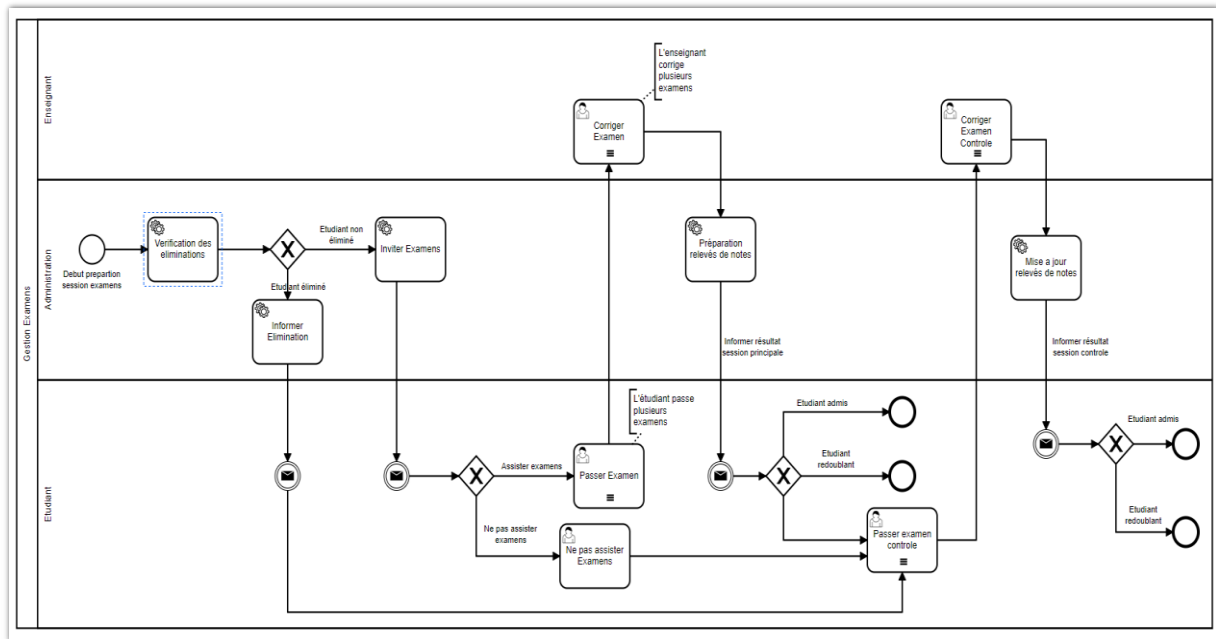 Gestion Examens
Enseignant
L'enseignant
corrige
plusieurs
examens
Corriger
Examen
Corriger
Examen
Controle
Administration
Debut prepartion
session examens
Verification des
eliminations
Etudiant non
éliminé
Etudiant éliminé
Inviter Examens
Informer
Elimination
Préparation
relevés de notes
Informer résultat
session principale
Mise a jour
relevés de notes
Informer résultat
session controle
Etudiant
Assister examens
Ne pas assister
examens
L'étudiant passe
plusieurs
examens
Passer Examen
Ne pas assister
Examens
Etudiant admis
Etudiant
redoublant
Passer examen
controle
Etudiant admis
Etudiant
redoublant